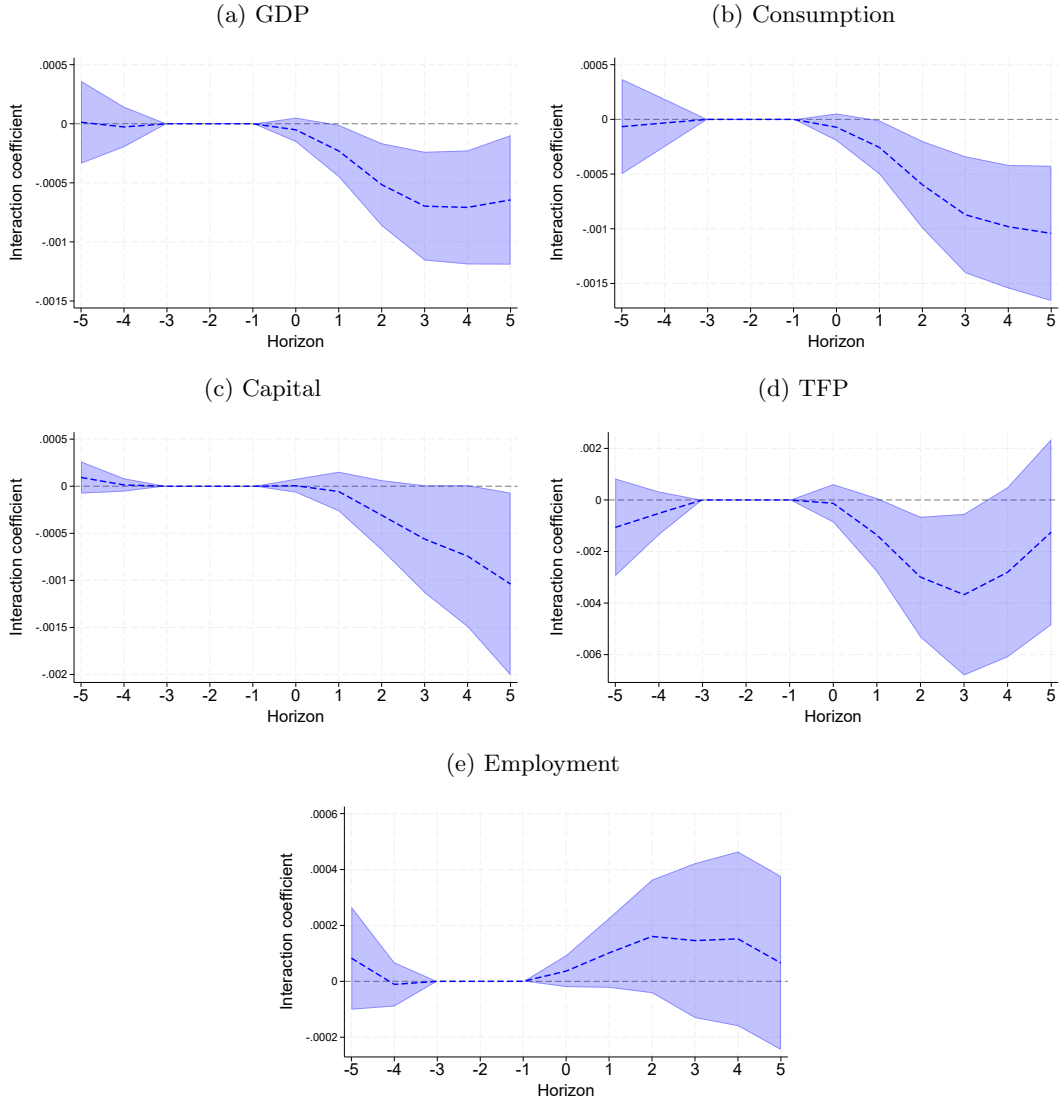 (a) GDP
Interaction coefficient
.0005
0
-.0005
-.001
-.0015
-5 -4 -3 -2 -1 0 1 2 3 4 5
Horizon
(b) Consumption
Interaction coefficient
.0005
0
-.0005
-.001
-.0015
-5 -4 -3 -2 -1 0 1 2 3 4 5
Horizon
(c) Capital
Interaction coefficient
.0005
0
-.0005
-.001
-.0015
-.002
-5 -4 -3 -2 -1 0 1 2 3 4 5
Horizon
(d) TFP
Interaction coefficient
.002
0
-.002
-.004
-.006
-5 -4 -3 -2 -1 0 1 2 3 4 5
Horizon
(e) Employment
Interaction coefficient
.0006
.0004
.0002
0
-.0002
-5 -4 -3 -2 -1 0 1 2 3 4 5
Horizon